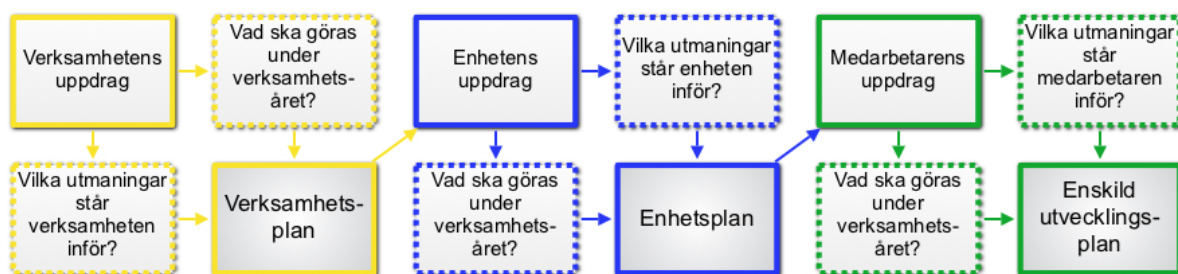 Verksamhetens
uppdrag
Vad ska göras
under
verksamhets-
året?
Vilka utmaningar
står
verksamheten
inför?
Verksamhets-
plan
Enhetens
uppdrag
Vilka utmaningar
står enheten
inför?
Vad ska göras
under
verksamhets-
året?
Enhetsplan
Medarbetarens
uppdrag
Vilka utmaningar
står
medarbetaren
inför?
Vad ska göras
under
verksamhets-
året?
Enskild
utvecklings-
plan